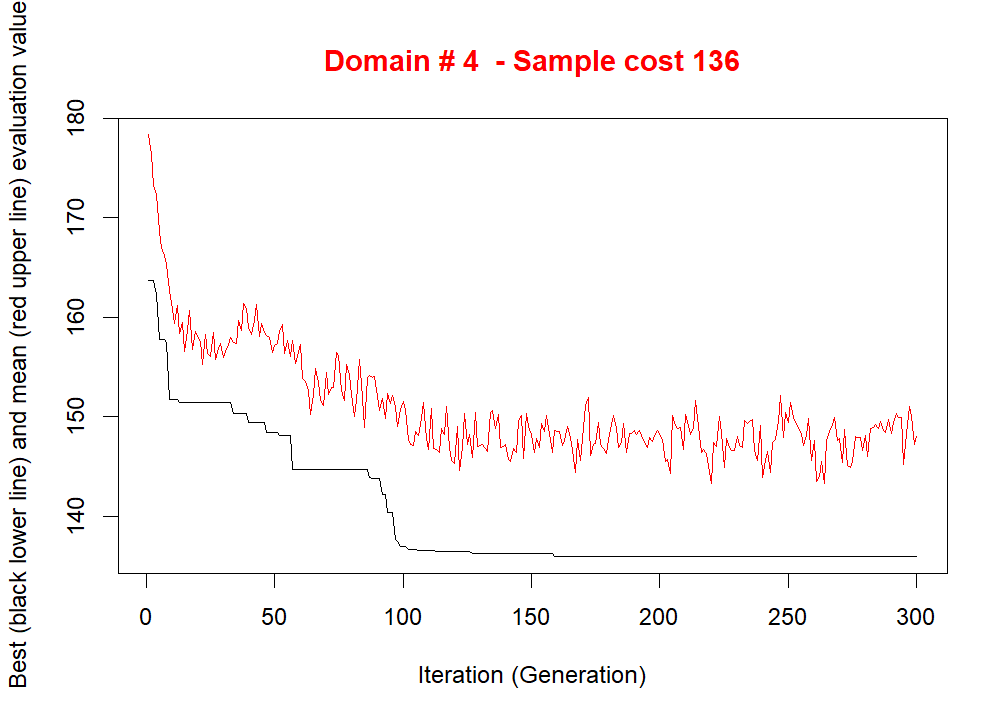 Domain # 4  - Sample cost 136
Best (black lower line) and mean (red upper line) evaluation value
180
170
160
150
140
0 50 100 150 200 250 300
Iteration (Generation)